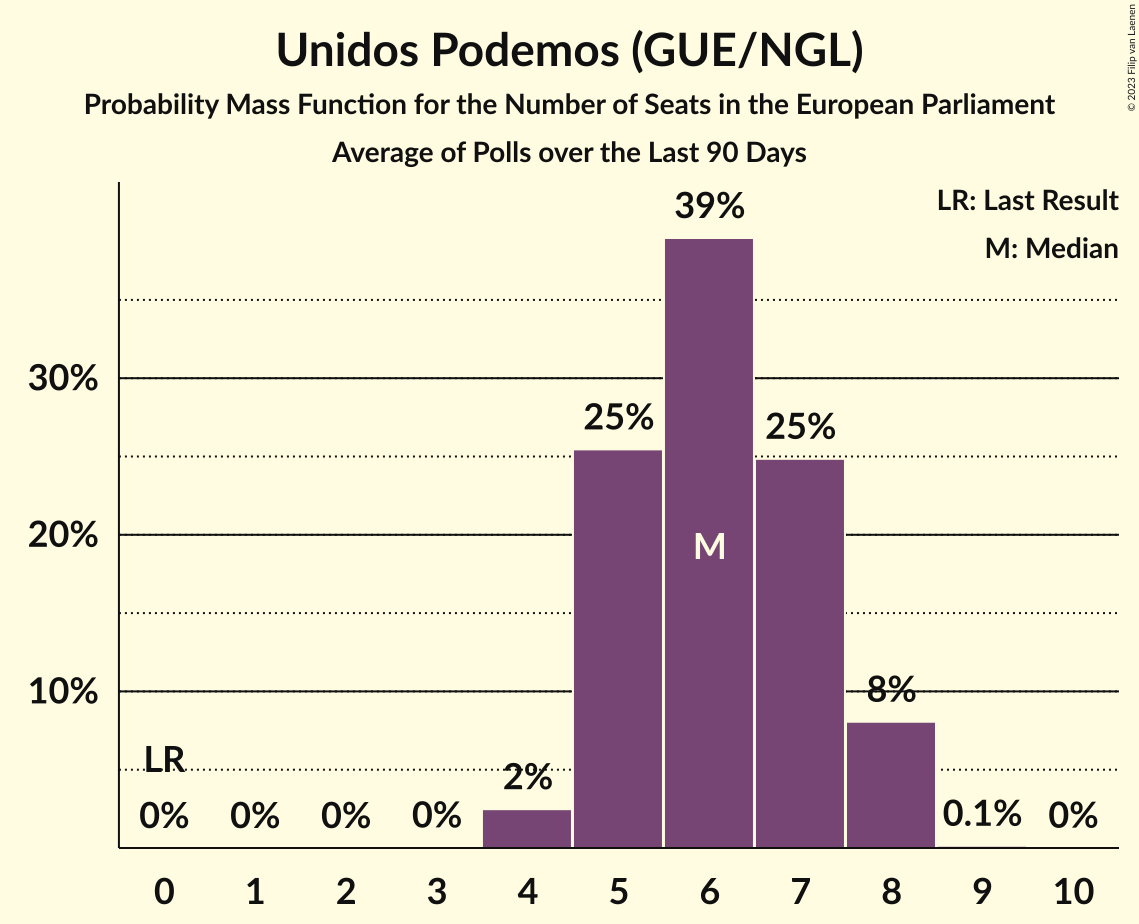 Unidos Podemos (GUE/NGL)
Probability Mass Function for the Number of Seats in the European Parliament
Average of Polls over the Last 90 Days
© 2023 Filip van Laenen
LR: Last Result
M: Median
39%
30%
25%
25%
20%
M
10%
8%
LR
2%
0%
0%
0%
0%
0.1%
0%
0 1 2 3 4 5 6 7 8 9 10